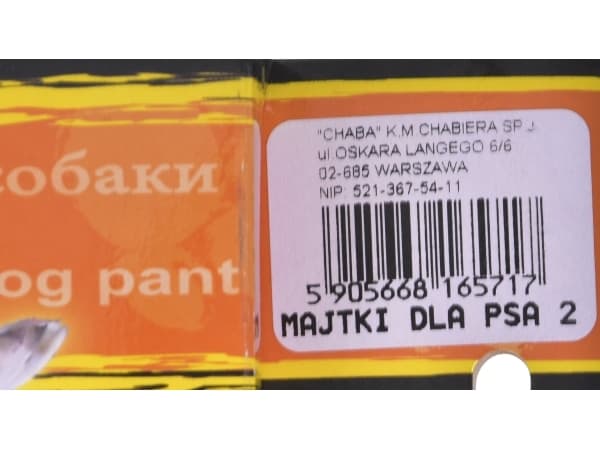 собаки
og pant
"CHABA" K.M.CHABIERA SP.J.
ul.OSKARA LANGEGO 6/6
02-685 WARSZAWA
NIP: 521-367-54-11
5 905668 165717
MAJTKI DLA PSA 2